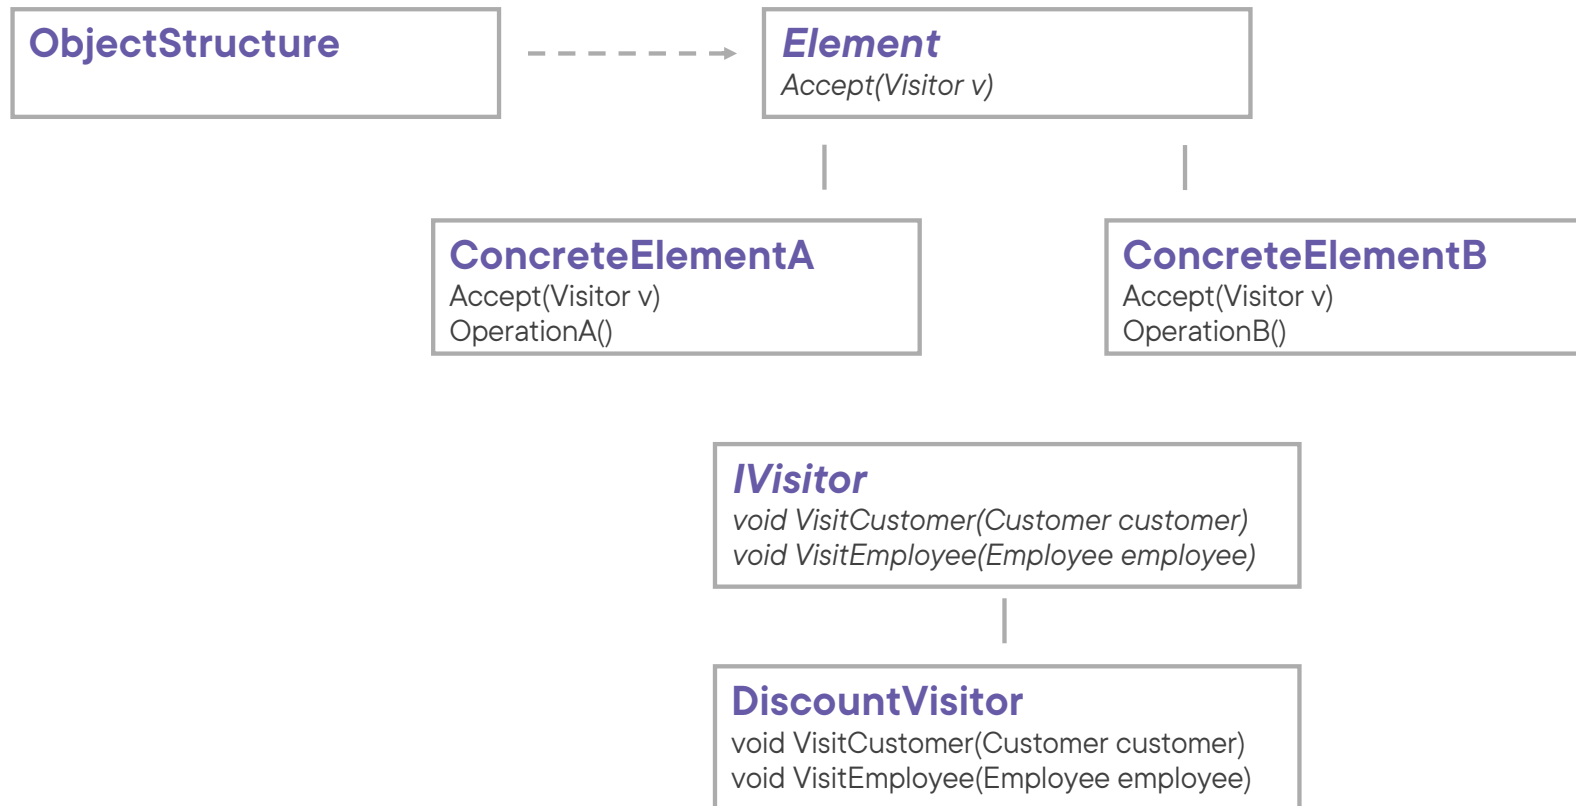 ObjectStructure
Element
Accept(Visitor v)
ConcreteElementA
Accept(Visitor v)
OperationA()
ConcreteElementB
Accept(Visitor v)
OperationB()
IVisitor
void VisitCustomer(Customer customer)
void VisitEmployee(Employee employee)
DiscountVisitor
void VisitCustomer(Customer customer)
void VisitEmployee(Employee employee)